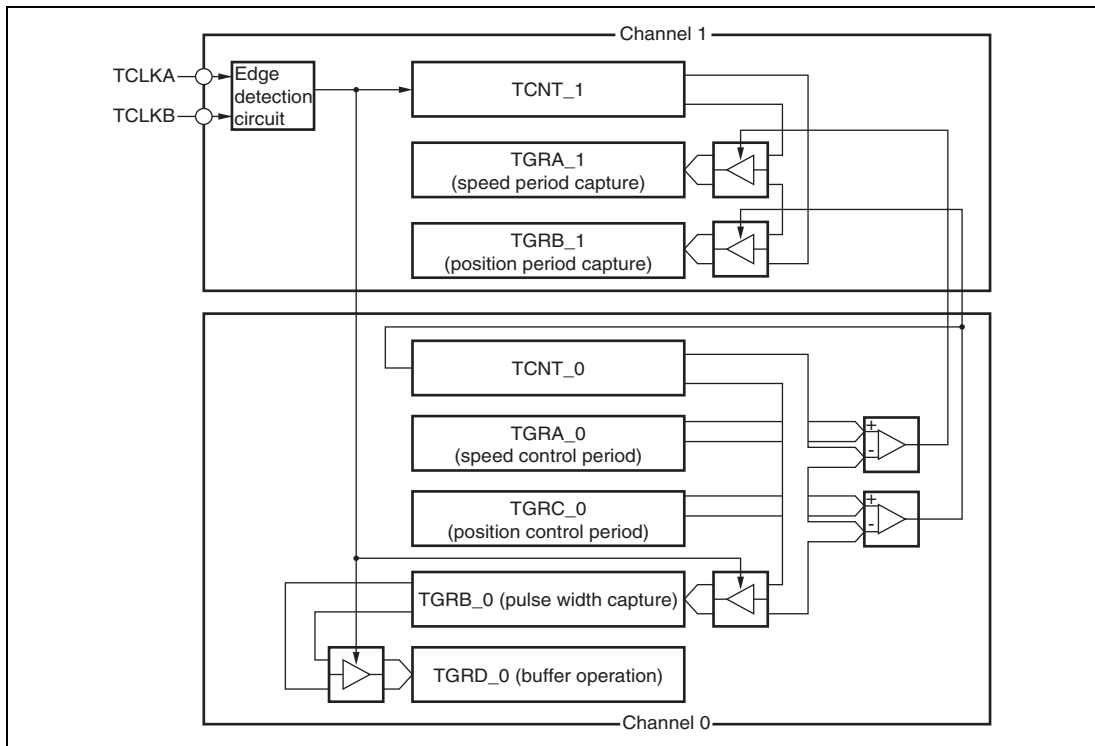 Channel 1
TCLKA
TCLKB
Edge
detection
circuit
TCNT_1
TGRA_1
(speed period capture)
TGRB_1
(position period capture)
TCNT_0
TGRA_0
(speed control period)
+
-
TGRC_0
(position control period)
+
-
TGRB_0 (pulse width capture)
TGRD_0 (buffer operation)
Channel 0